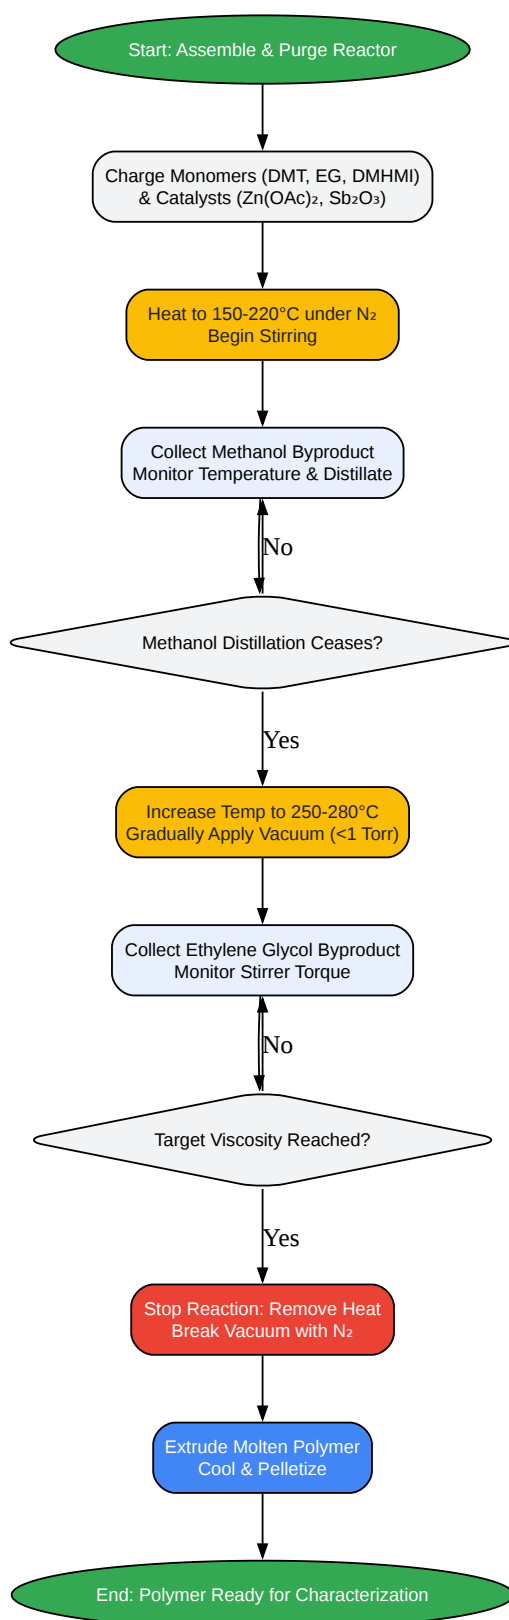 Start: Assemble & Purge Reactor
Charge Monomers (DMT, EG, DMHMI)
& Catalysts (Zn(OAc)₂, Sb₂O₃)
Heat to 150-220°C under N₂
Begin Stirring
Collect Methanol Byproduct
Monitor Temperature & Distillate
No
Methanol Distillation Ceases?
Yes
Increase Temp to 250-280°C
Gradually Apply Vacuum (<1 Torr)
Collect Ethylene Glycol Byproduct
Monitor Stirrer Torque
No
Target Viscosity Reached?
Yes
Stop Reaction: Remove Heat
Break Vacuum with N₂
Extrude Molten Polymer
Cool & Pelletize
End: Polymer Ready for Characterization